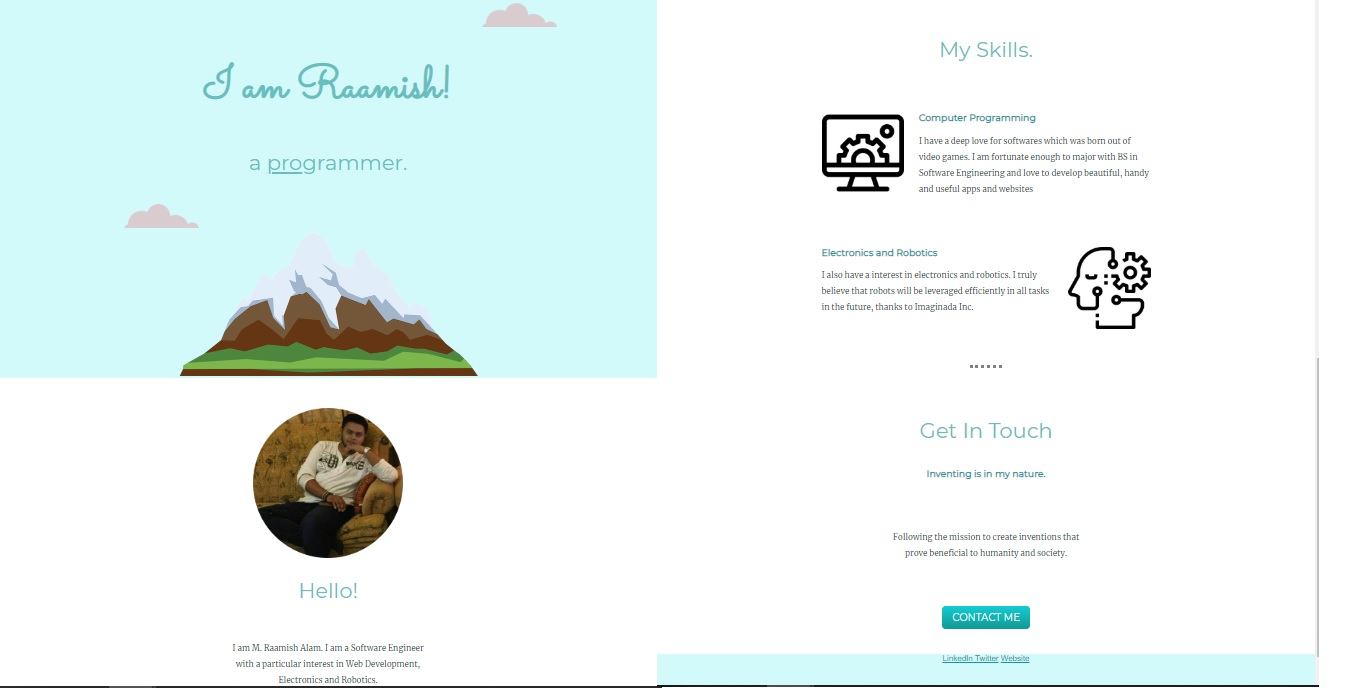 I am Raamish!
a programmer.
Hello!
I am M. Raamish Alam. I am a Software Engineer
with a particular interest in Web Development,
Electronics and Robotics.
My Skills.
Computer Programming
I have a deep love for softwares which was born out of
video games. I am fortunate enough to major with BS in
Software Engineering and love to develop beautiful, handy
and useful apps and websites
Electronics and Robotics
I also have a interest in electronics and robotics. I truly
believe that robots will be leveraged efficiently in all tasks
in the future, thanks to Imaginada Inc.
Get In Touch
Inventing is in my nature.
Following the mission to create inventions that
prove beneficial to humanity and society.
CONTACT ME
LinkedIn Twitter Website